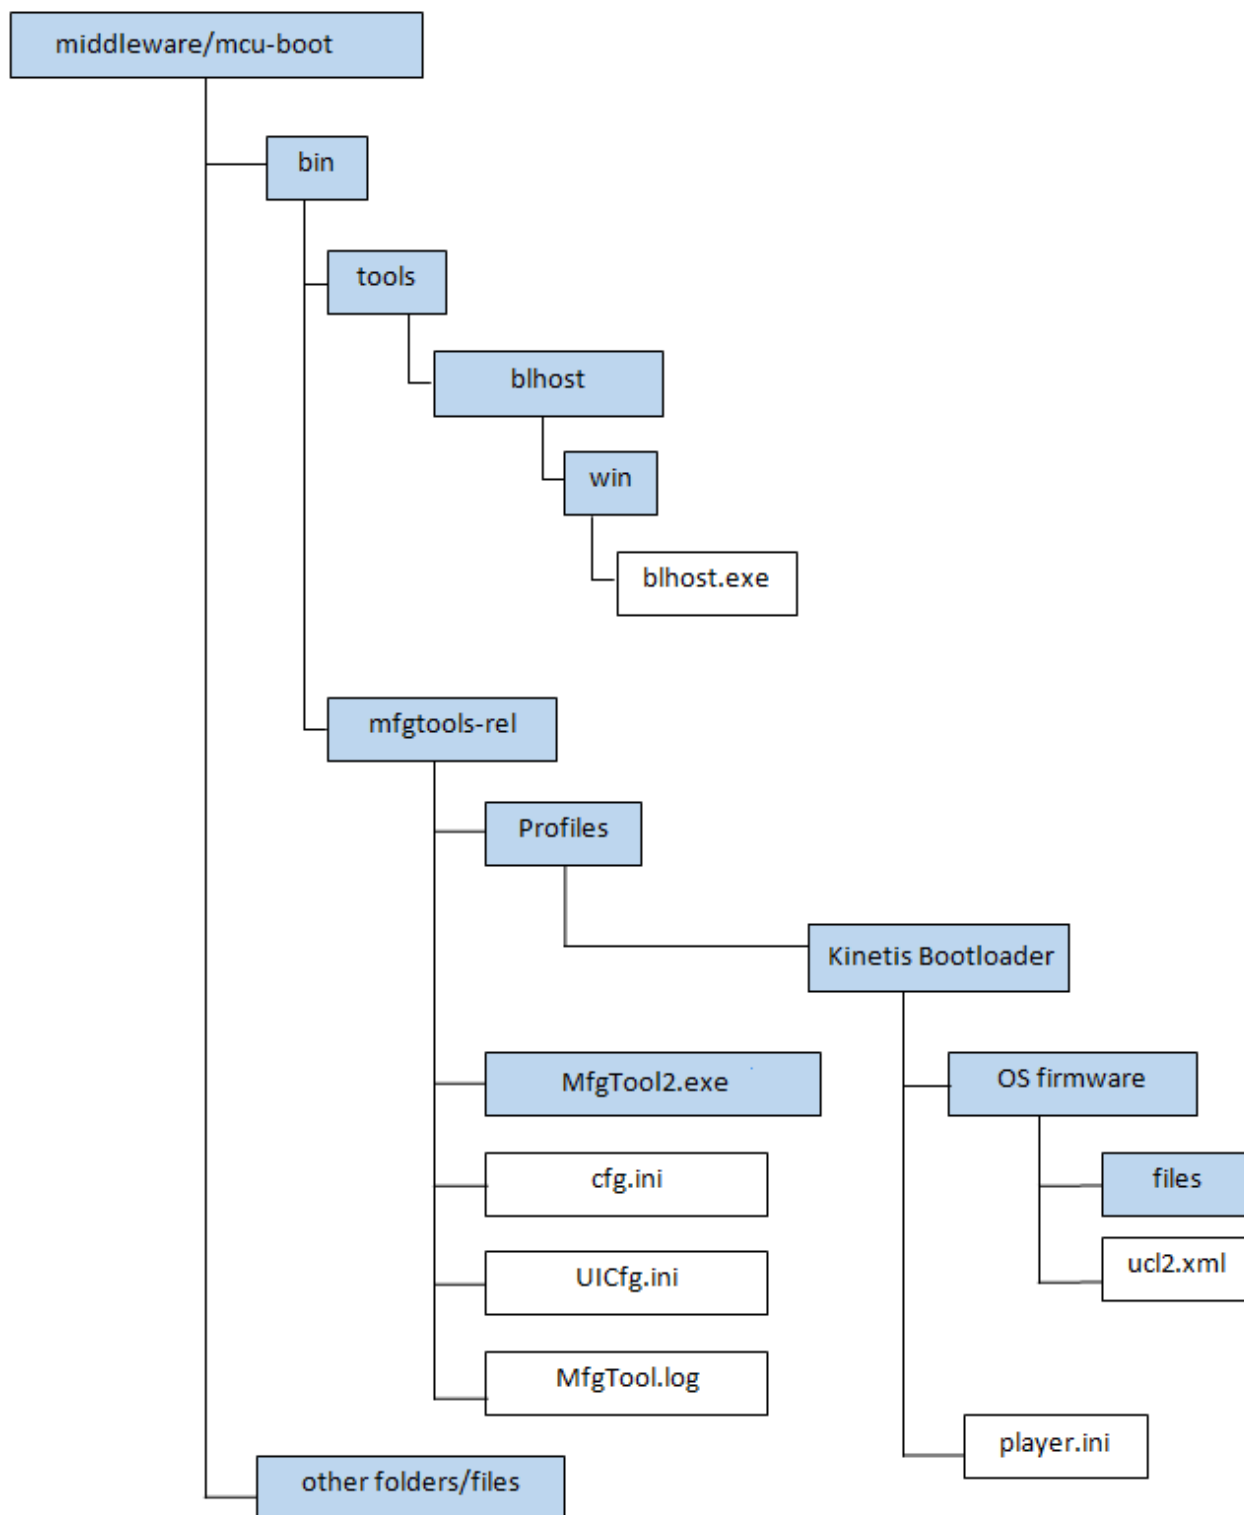 middleware/mcu-boot
bin
tools
blhost
win
blhost.exe
mfgtools-rel
Profiles
Kinetis Bootloader
MfgTool2.exe
OS firmware
cfg.ini
files
UICfg.ini
ucl2.xml
MfgTool.log
player.ini
other folders/files